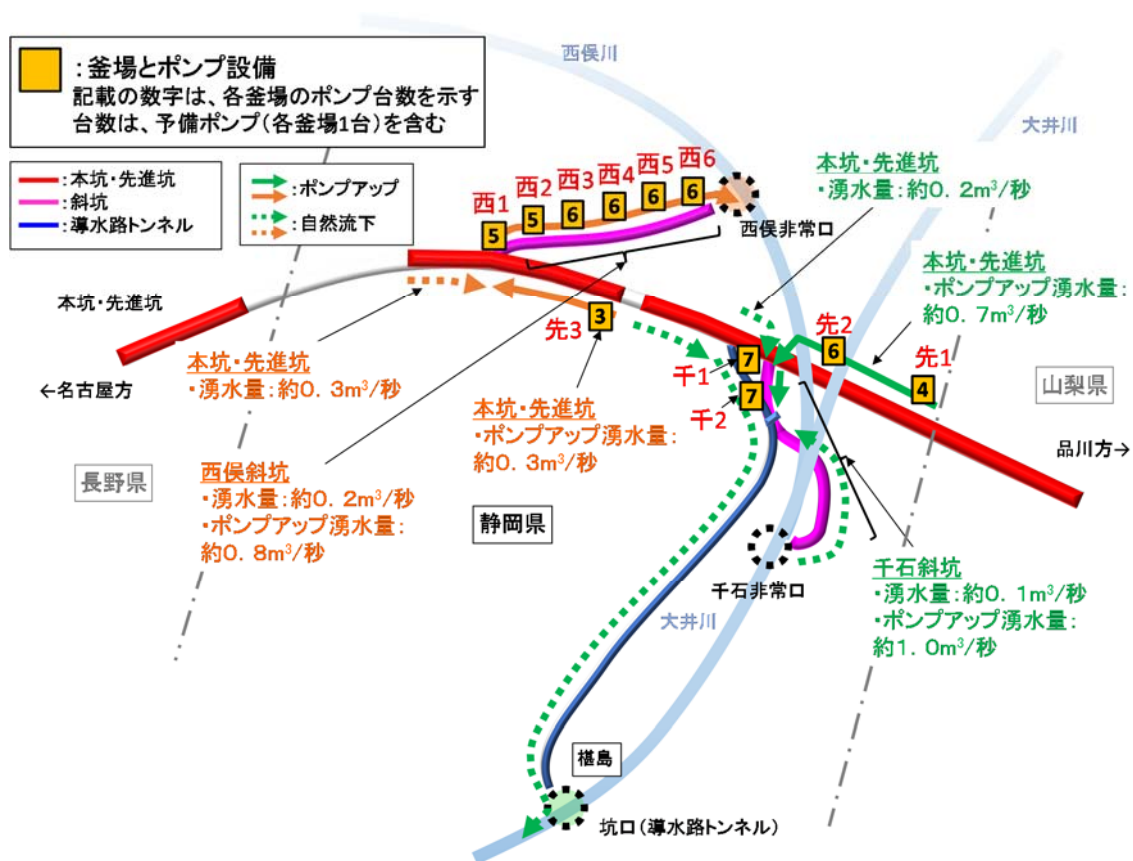 ：釜場とポンプ設備
記載の数字は、各釜場のポンプ台数を示す
台数は、予備ポンプ（各釜場1台）を含む
：本坑・先進坑
：斜坑
：導水路トンネル
：ポンプアップ
：自然流下
西俣川
大井川
西1
西2
西3
西4
西5
西6
5
5
6
6
6
6
西俣非常口
本坑・先進坑
・湧水量：約0．2m³/秒
本坑・先進坑
・ポンプアップ湧水量：
約0．7m³/秒
本坑・先進坑
←名古屋方
本坑・先進坑
・湧水量：約0．3m³/秒
先3
3
本坑・先進坑
・ポンプアップ湧水量：
約0．3m³/秒
千1
7
千2
7
先2
6
先1
4
山梨県
品川方→
長野県
西俣斜坑
・湧水量：約0．2m³/秒
・ポンプアップ湧水量：
約0．8m³/秒
静岡県
千石非常口
千石斜坑
・湧水量：約0．1m³/秒
・ポンプアップ湧水量：
約1．0m³/秒
大井川
椹島
坑口（導水路トンネル）